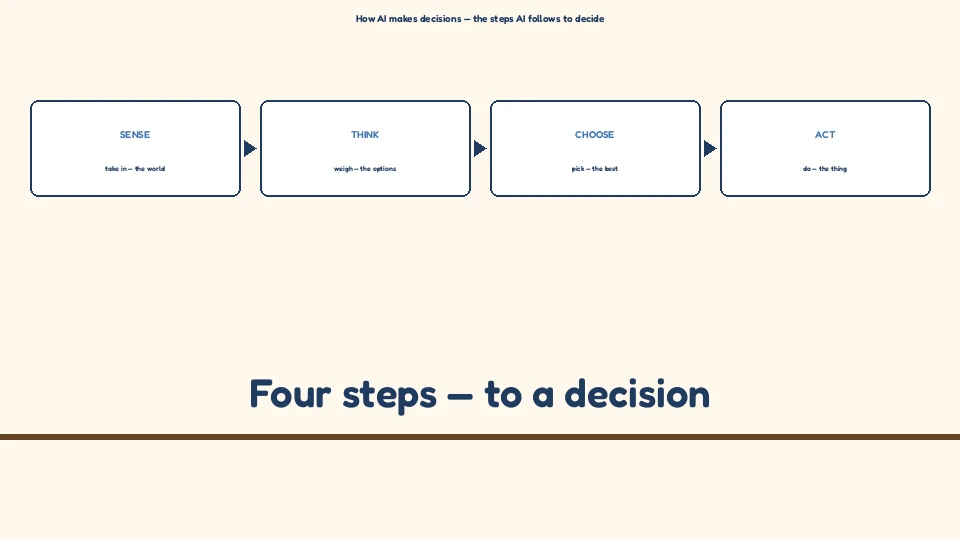 How AI makes decisions — the steps AI follows to decide
SENSE
take in — the world
THINK
weigh — the options
CHOOSE
pick — the best
ACT
do — the thing
Four steps — to a decision